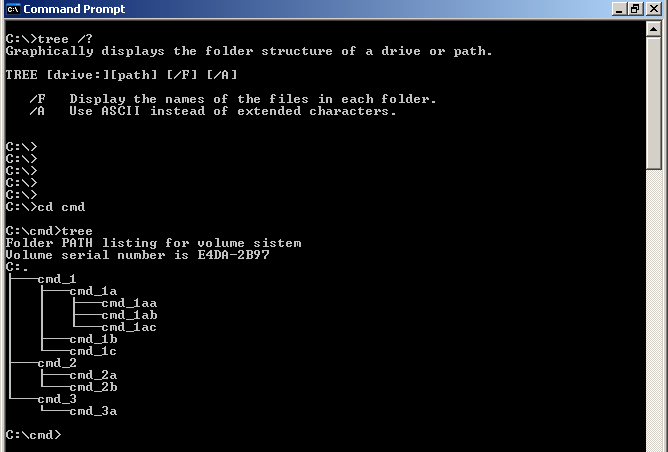 Command Prompt
C:\>tree /?
Graphically displays the folder structure of a drive or path.
TREE [drive:][path] [/F] [/A]
/F   Display the names of the files in each folder.
/A   Use ASCII instead of extended characters.
C:\>
C:\>
C:\>
C:\>
C:\>
C:\>cd cmd
C:\cmd>tree
Folder PATH listing for volume sistem
Volume serial number is E4DA-2B97
C:.
├───cmd_1
│   ├───cmd_1a
│   │   ├───cmd_1aa
│   │   ├───cmd_1ab
│   │   └───cmd_1ac
│   ├───cmd_1b
│   └───cmd_1c
├───cmd_2
│   ├───cmd_2a
│   └───cmd_2b
└───cmd_3
    └───cmd_3a
C:\cmd>